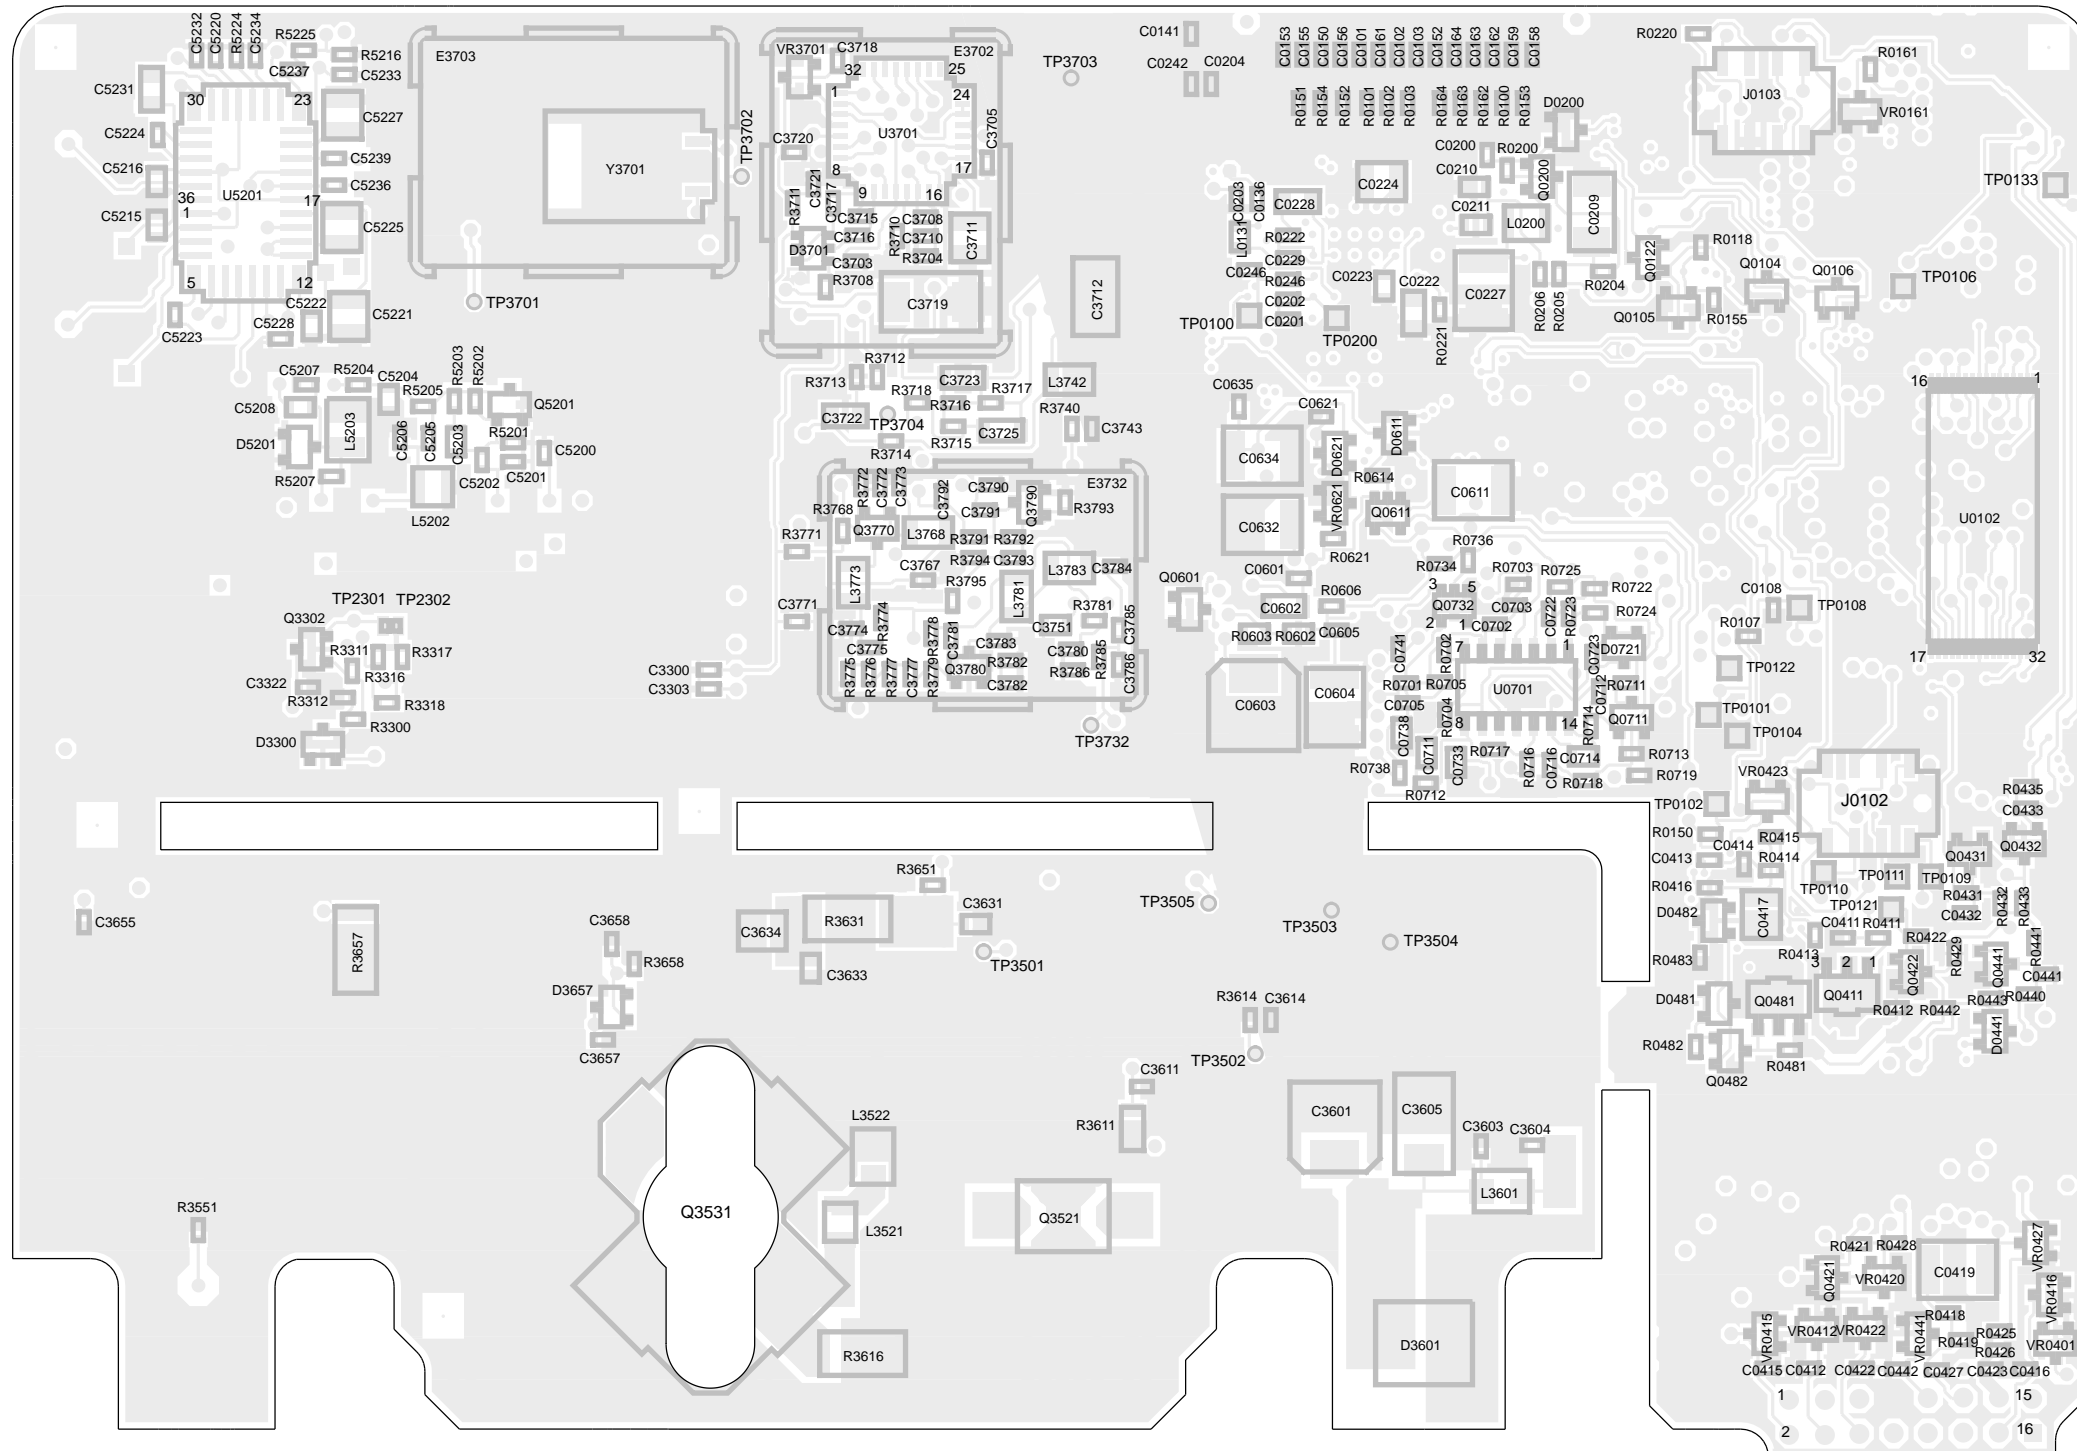 C5232
C5220
R5224
C5234
R5225
R5216
C5237
C5233
E3703
VR3701
C3718
E3702
32
25
1
24
TP3703
C0141
C0242
C0204
C0153
C0155
C0150
C0156
C0101
C0161
C0102
C0103
C0152
C0164
C0163
C0162
C0159
C0158
R0220
R0161
C5231
30
23
C5227
C5224
U3701
C3705
R0151
R0154
R0152
R0101
R0102
R0103
R0164
R0163
R0162
R0100
R0153
D0200
J0103
VR0161
C5239
C5216
C5236
U5201
36
1
17
C5215
C5225
Y3701
TP3702
C3720
8
17
9
16
C3721
C3717
R3711
C3715
C3708
C3716
R3710
C3710
C3711
D3701
C3703
R3704
R3708
C3719
C3712
C0200
R0200
C0210
Q0200
C0224
C0203
C0136
C0228
C0211
L0200
C0209
TP0133
L0131
R0222
C0229
C0246
R0246
C0223
C0222
C0227
Q0122
R0118
Q0104
Q0106
TP0106
R0204
R0206
R0205
C0202
C0201
TP0100
TP0200
R0221
Q0105
R0155
5
12
C5222
C5221
C5223
C5228
TP3701
C5207
R5204
C5204
R5203
R5202
R5205
C5208
Q5201
D5201
L5203
C5206
C5205
C5203
R5201
C5200
R5207
C5202
C5201
L5202
R3712
R3713
R3718
C3723
R3717
L3742
C3722
R3716
R3740
TP3704
R3715
C3725
C3743
R3714
C0635
C0621
D0611
16
1
C0634
D0621
R0614
C0611
R3772
C3772
C3773
C3792
C3790
E3732
R3768
C3791
Q3790
R3793
Q3770
L3768
C0632
VR0621
Q0611
U0102
R3771
R3791
R3792
R3794
C3793
R0621
R0736
L3773
C3767
L3783
C3784
C0601
R0734
R0703
R0725
3
5
R0722
R3795
L3781
Q0601
C0602
R0606
Q0732
C0703
C0722
R0723
R0724
C0108
TP0108
TP2301
TP2302
Q3302
C3771
C3774
R3774
R3778
C3781
C3751
R3781
C3785
R0603
R0602
C0605
2
1
C0702
R0107
R3311
R3317
C3775
C3783
C3780
R3785
C0741
R0702
7
1
C0723
D0721
17
32
R3316
C3300
R3775
R3776
R3777
C3777
R3779
Q3780
R3782
R3786
C3786
TP0122
C3322
C3303
C3782
C0604
R0701
R0705
U0701
C0712
R0711
R3312
R3318
C0603
C0705
R0704
TP0101
R3300
8
14
R0714
Q0711
D3300
TP3732
C0738
TP0104
C0711
R0717
C0714
R0713
R0738
C0733
R0716
C0716
R0718
R0719
VR0423
R0712
TP0102
J0102
R0435
C0433
R0150
R0415
Q0431
Q0432
C0414
C0413
R0414
R3651
R0416
TP0110
TP0111
TP0109
C3655
R3631
C3631
TP3505
TP3503
D0482
C0417
TP0121
R0431
C0432
R0432
R0433
C0411
R0411
R0422
C3658
C3634
R3657
TP3504
R0483
R0413
3
2
1
R0429
R0441
R3658
C3633
TP3501
Q0422
Q0441
C0441
D3657
R3614
C3614
D0481
Q0481
Q0411
R0443
R0440
R0412
R0442
C3657
TP3502
R0482
D0441
R0481
Q0482
C3611
L3522
R3611
C3601
C3605
C3603
C3604
L3601
R3551
Q3531
Q3521
L3521
R0421
R0428
VR0427
Q0421
VR0420
C0419
VR0416
R0418
VR0415
VR0412
VR0422
VR0441
R0425
R0419
R3616
D3601
R0426
VR0401
C0415
C0412
C0422
C0442
C0427
C0423
C0416
1
15
2
16